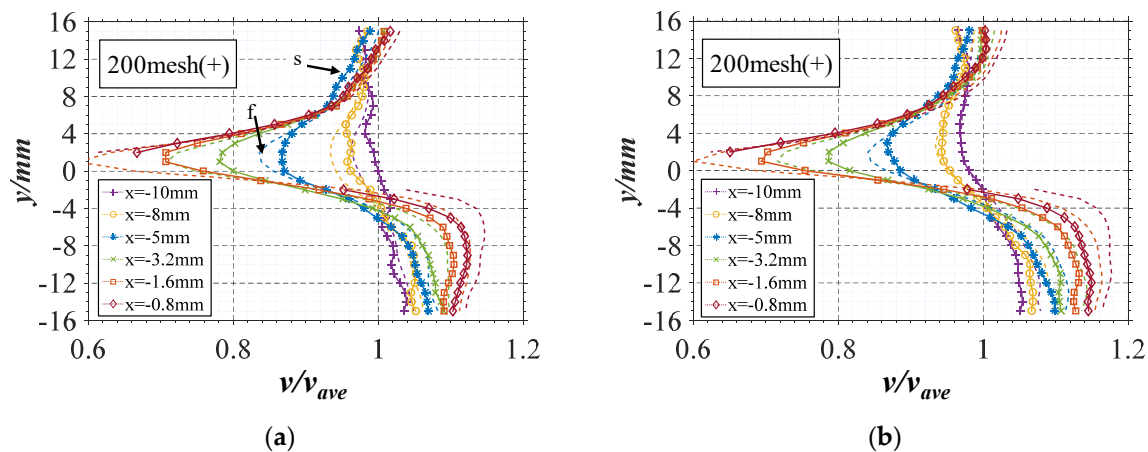 16
12
8
4
0
-4
-8
-12
-16
y/mm
200mesh(+)
s
f
x=-10mm
x=-8mm
x=-5mm
x=-3.2mm
x=-1.6mm
x=-0.8mm
0.6 0.8 1 1.2
v/v_ave
(a)
16
12
8
4
0
-4
-8
-12
-16
y/mm
200mesh(+)
x=-10mm
x=-8mm
x=-5mm
x=-3.2mm
x=-1.6mm
x=-0.8mm
0.6 0.8 1 1.2
v/v_ave
(b)